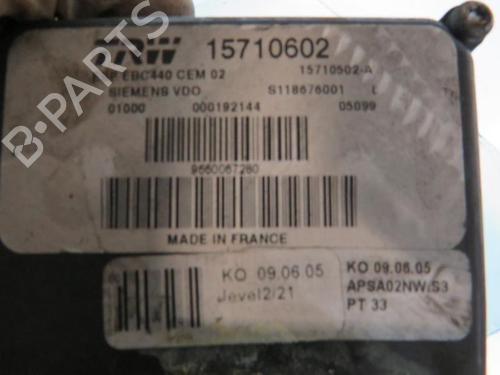 TRW 15710602
EBC440 CEM 02 15710502-A
SIEMENS VDO S118676001 L
01000 000192144 05099
9660067280
MADE IN FRANCE
KO 09.06.05
Jevel2/21
KO 09.06.05
APSA02NW/S3
PT 33